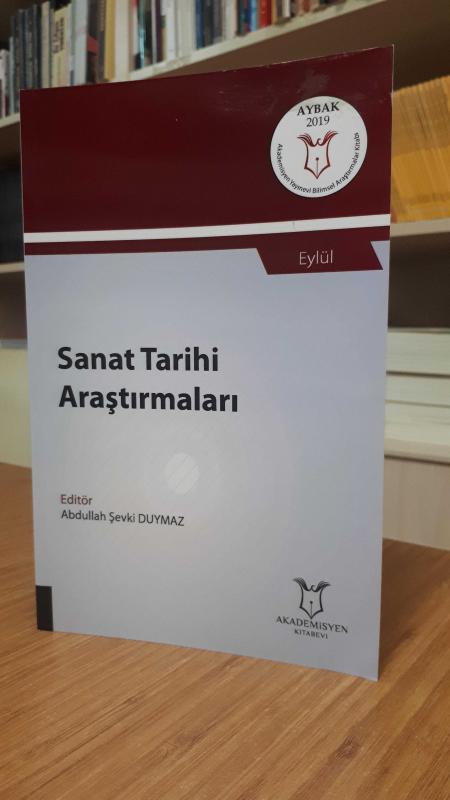 AYBAK
2019
Akademisyen Yayınevi Bilimsel Araştırmalar Kitabı
Eylül
Sanat Tarihi
Araştırmaları
Editör
Abdullah Şevki DUYMAZ
AKADEMİSYEN
KİTABEVİ